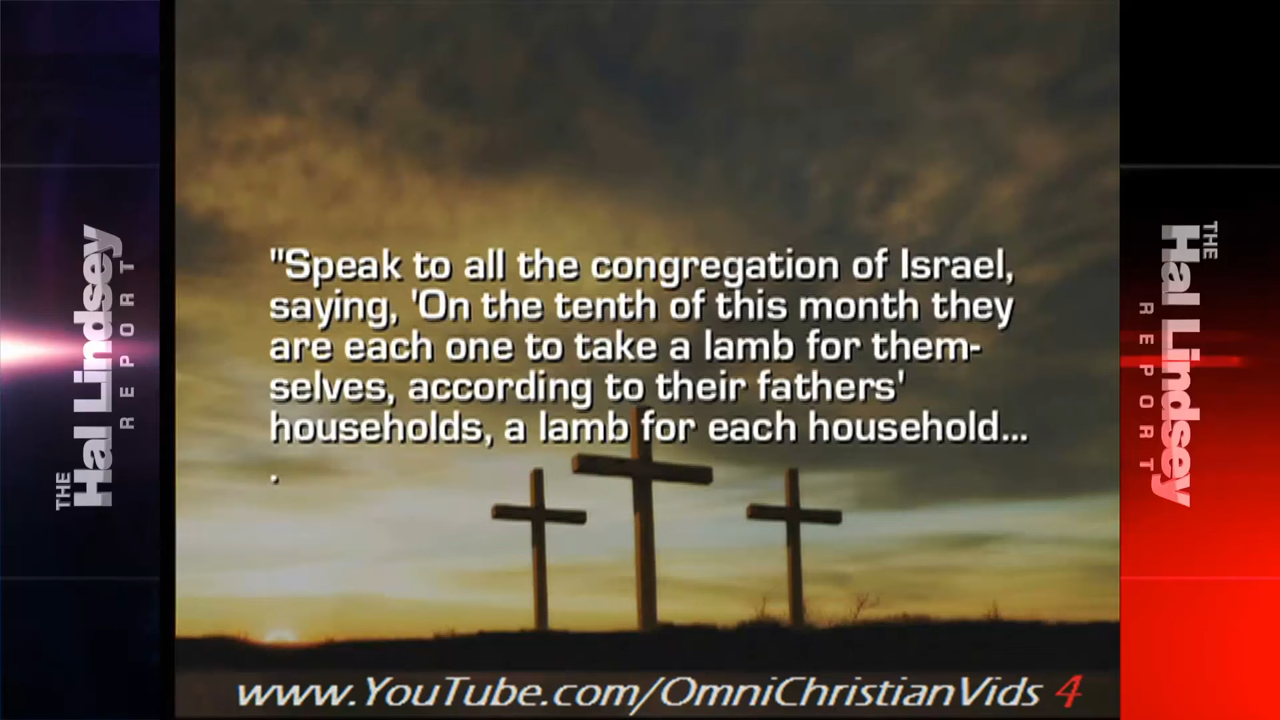 THE
Hal Lindsey
REPORT
"Speak to all the congregation of Israel,
saying, 'On the tenth of this month they
are each one to take a lamb for them-
selves, according to their fathers'
households, a lamb for each household...
.
www.YouTube.com/OmniChristianVids 4
THE
Hal Lindsey
REPORT